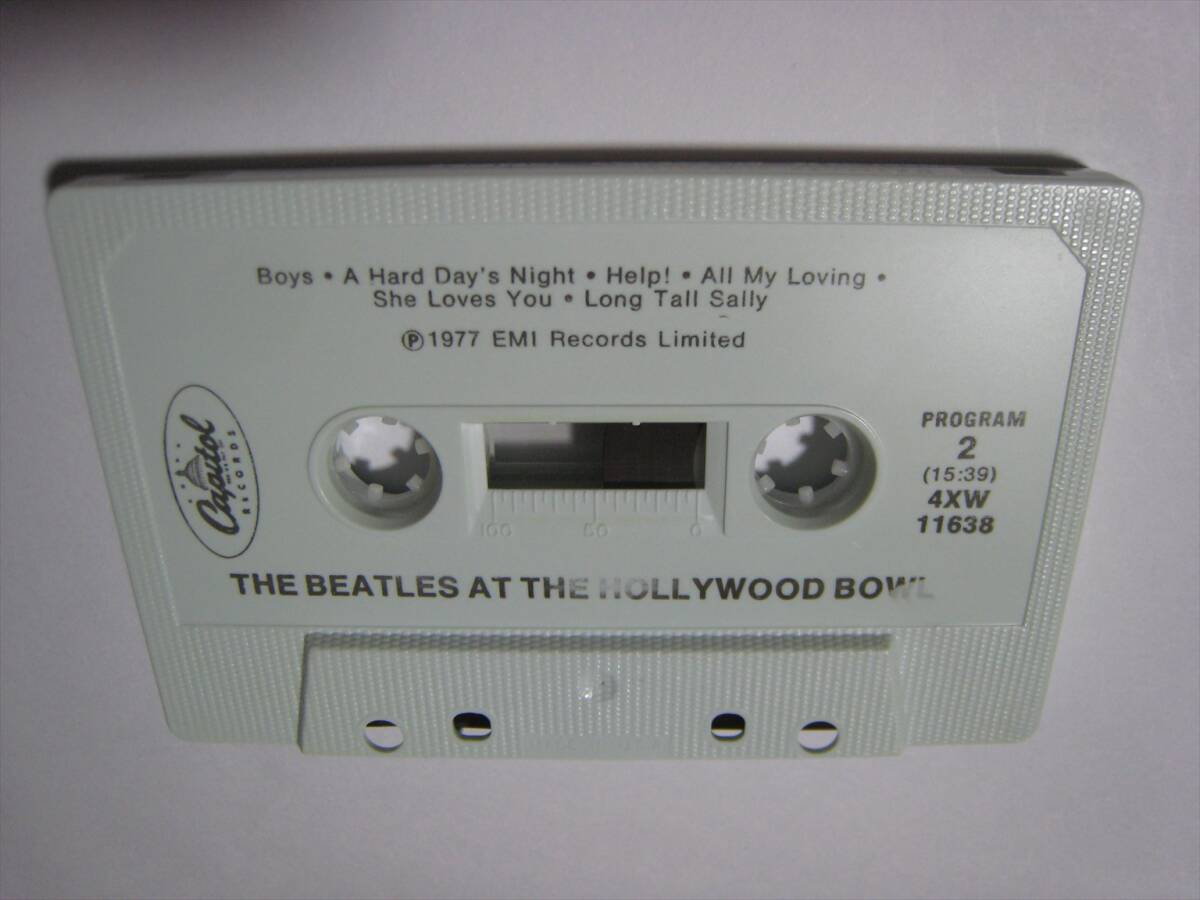 Boys • A Hard Day's Night • Help! • All My Loving •
She Loves You • Long Tall Sally
℗1977 EMI Records Limited
Capitol
RECORDS
PROGRAM
2
(15:39)
4XW
11638
100 50 0
THE BEATLES AT THE HOLLYWOOD BOWL